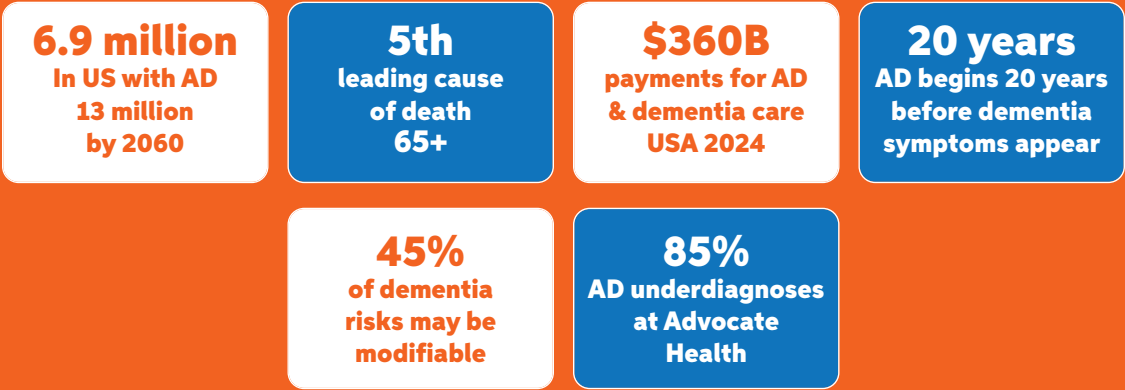 6.9 million
In US with AD
13 million
by 2060
5th
leading cause
of death
65+
$360B
payments for AD
& dementia care
USA 2024
20 years
AD begins 20 years
before dementia
symptoms appear
45%
of dementia
risks may be
modifiable
85%
AD underdiagnoses
at Advocate
Health